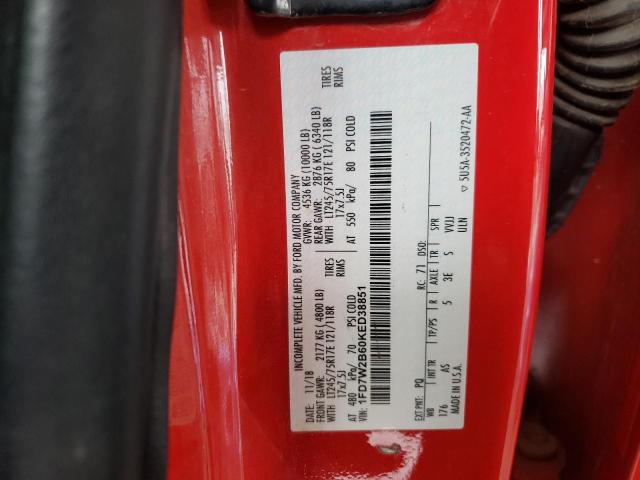 INCOMPLETE VEHICLE MFD. BY FORD MOTOR COMPANY
DATE: 11/18 GVWR: 4536 KG (10000 LB)
FRONT GAWR: 2177 KG (4800 LB) REAR GAWR: 2876 KG (6340 LB)
WITH LT245/75R17E 121/118R TIRES WITH LT245/75R17E 121/118R TIRES
17x7.5J RIMS 17x7.5J RIMS
AT 480 kPa/ 70 PSI COLD AT 550 kPa/ 80 PSI COLD
VIN: 1FD7W2B60KED38851
EXT PNT: PQ RC: 71 DSO:
WB INT TR TP/PS R AXLE TR SPR
176 AS 5 3E S VVJJ
MADE IN U.S.A. ULN
▽ 5U5A-3520472-AA